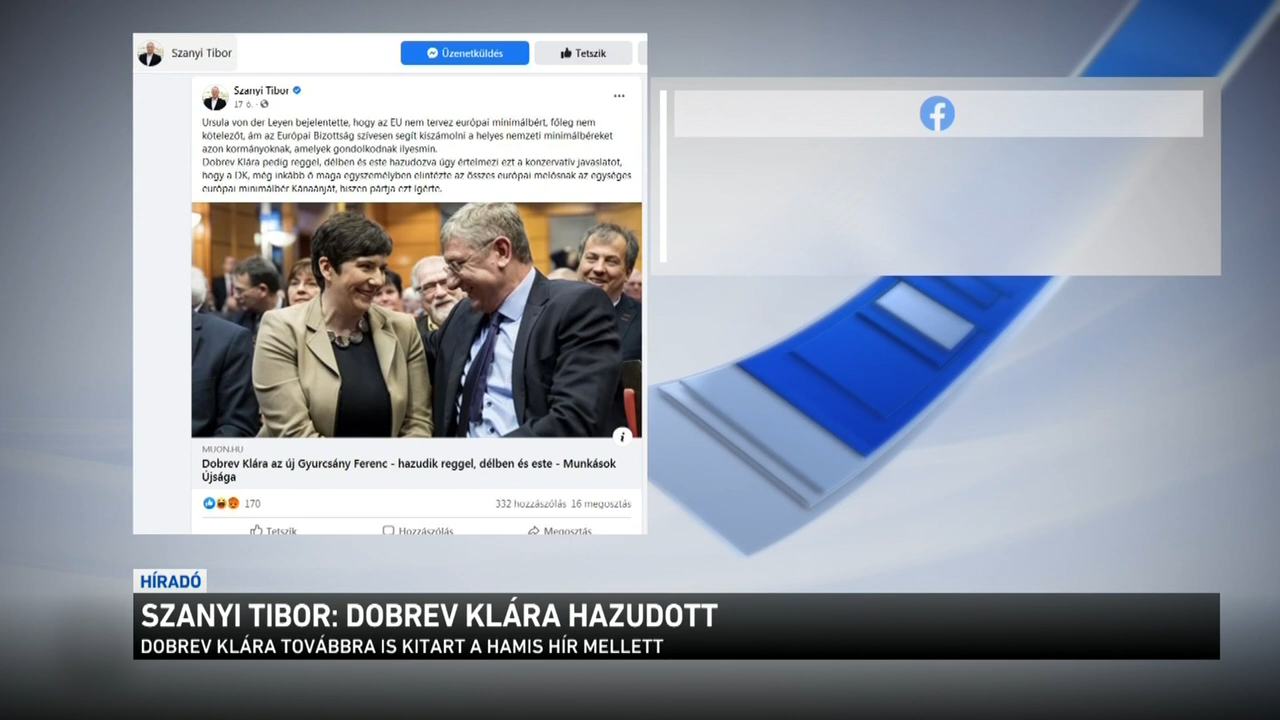 Szanyi Tibor
Üzenetküldés
Tetszik
Szanyi Tibor
17 ó.
Ursula von der Leyen bejelentette, hogy az EU nem tervez európai minimálbért, főleg nem
kötelezőt, ám az Európai Bizottság szívesen segít kiszámolni a helyes nemzeti minimálbéreket
azon kormányoknak, amelyek gondolkodnak ilyesmin.
Dobrev Klára pedig reggel, délben és este hazudozva úgy értelmezi ezt a konzervatív javaslatot,
hogy a DK, még inkább ő maga egyszemélyben elintézte az összes európai melósnak az egységes
európai minimálbér Kánaánját, hiszen pártja ezt ígérte.
MUON.HU
Dobrev Klára az új Gyurcsány Ferenc - hazudik reggel, délben és este - Munkások
Újsága
170
332 hozzászólás 16 megosztás
Tetszik
Hozzászólás
Megosztás
HÍRADÓ
SZANYI TIBOR: DOBREV KLÁRA HAZUDOTT
DOBREV KLÁRA TOVÁBBRA IS KITART A HAMIS HÍR MELLETT